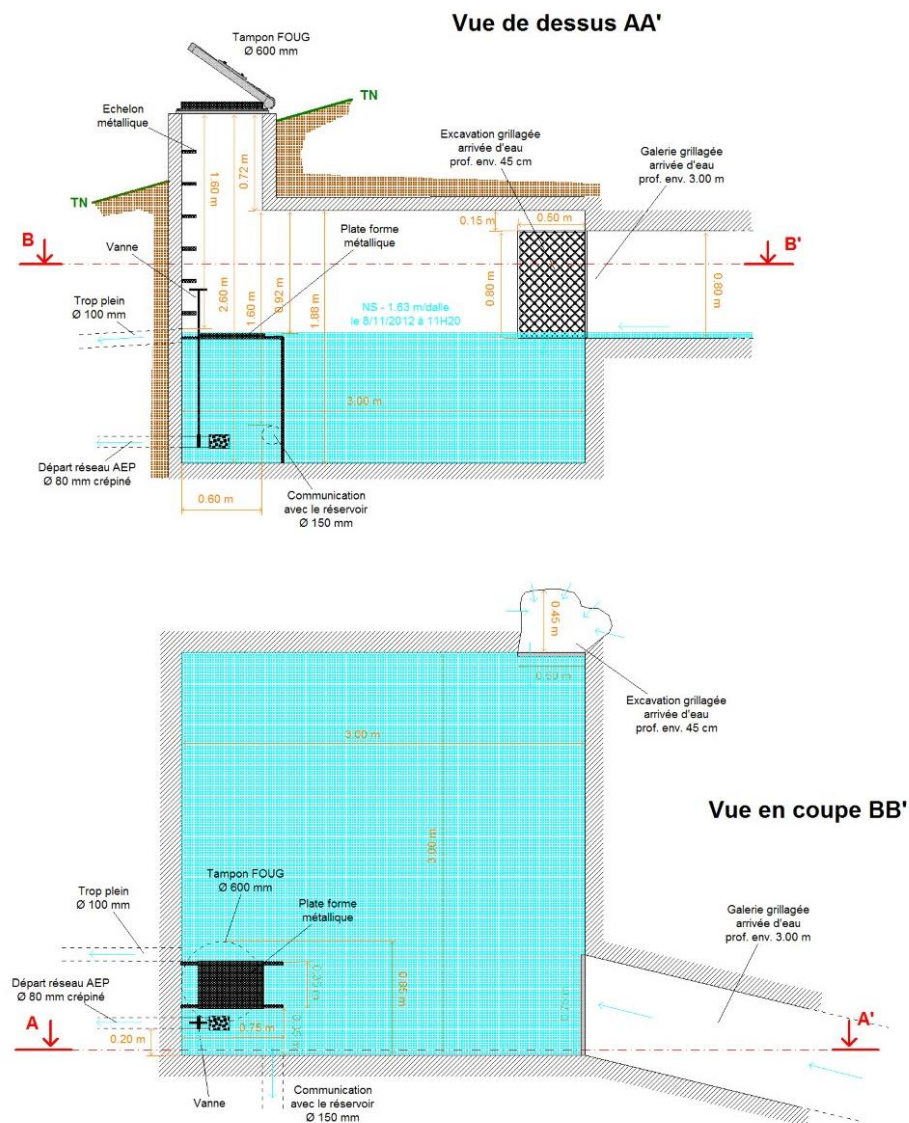 Vue de dessus AA'
Tampon FOUG
Ø 600 mm
TN
Echelon
métallique
Excavation grillagée
arrivée d'eau
prof. env. 45 cm
Galerie grillagée
arrivée d'eau
prof. env. 3.00 m
TN
1.60 m
0.72 m
0.15 m
0.50 m
B
B'
Vanne
Plate forme
métallique
2.60 m
1.60 m
0.92 m
1.88 m
0.80 m
0.80 m
Trop plein
Ø 100 mm
NS - 1.63 m/dalle
le 8/11/2012 à 11H20
3.00 m
Départ réseau AEP
Ø 80 mm crépiné
0.60 m
Communication
avec le réservoir
Ø 150 mm
0.45 m
0.50 m
Excavation grillagée
arrivée d'eau
prof. env. 45 cm
3.00 m
3.00 m
Vue en coupe BB'
Tampon FOUG
Ø 600 mm
Trop plein
Ø 100 mm
Plate forme
métallique
Galerie grillagée
arrivée d'eau
prof. env. 3.00 m
0.85 m
0.75 m
Départ réseau AEP
Ø 80 mm crépiné
A
A'
0.20 m
0.75 m
Vanne
Communication
avec le réservoir
Ø 150 mm